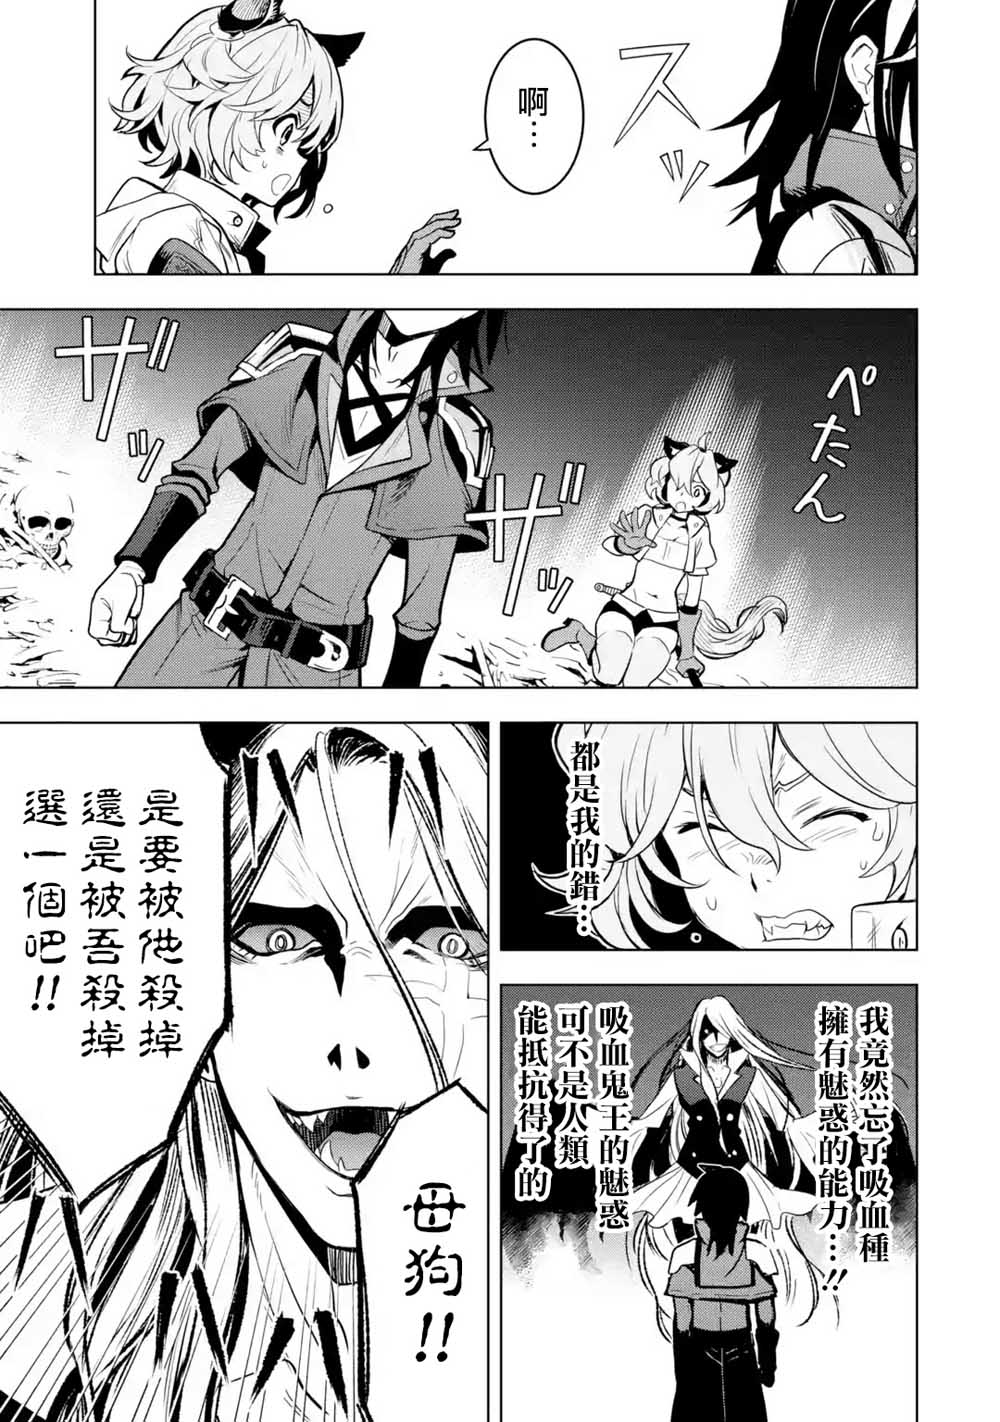 ス
啊…
ぺたん
ザッ
ザッ
都是我的錯…
我竟然忘了吸血種
擁有魅惑的能力…!!
吸血鬼王的魅惑
可不是人類
能抵抗得了的
是要被他殺掉
還是被吾殺掉
選一個吧!!
母狗!!